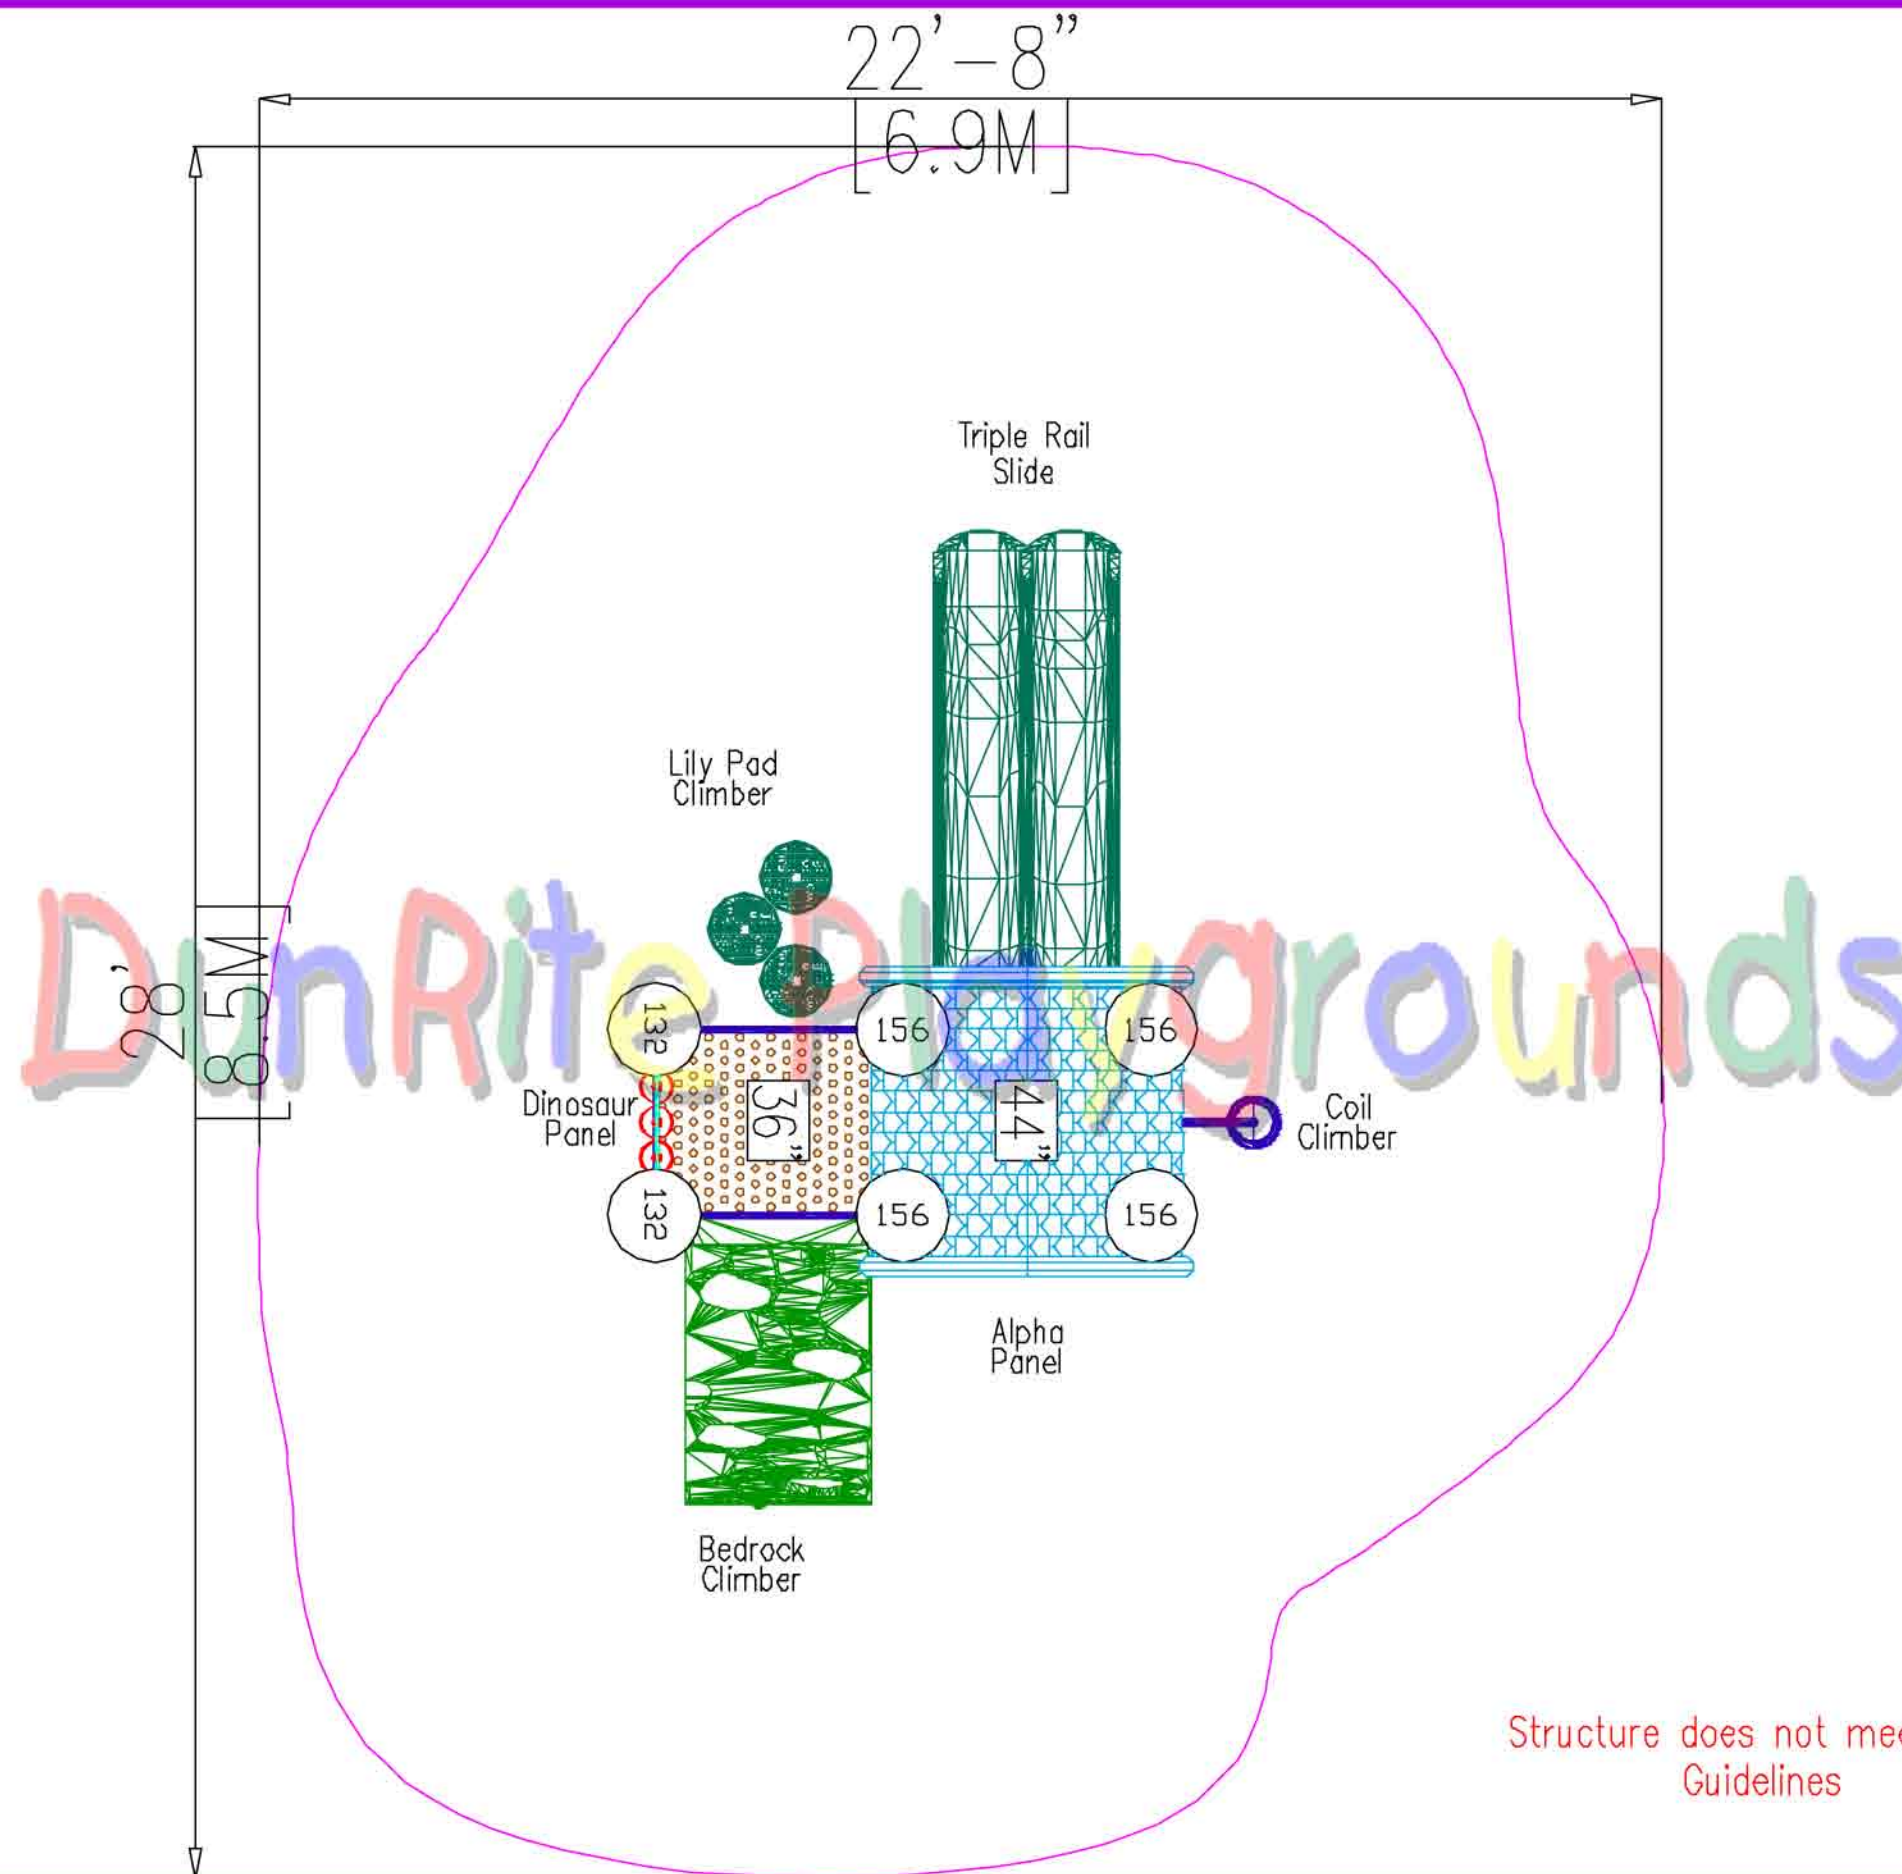 22'-8"
[6.9M]
Triple Rail
Slide
Lily Pad
Climber
28'
8.5M
DunRite Playgrounds
132
156
156
Dinosaur
Panel
36"
44"
Coil
Climber
132
156
156
Alpha
Panel
Bedrock
Climber
Structure does not mee
Guidelines